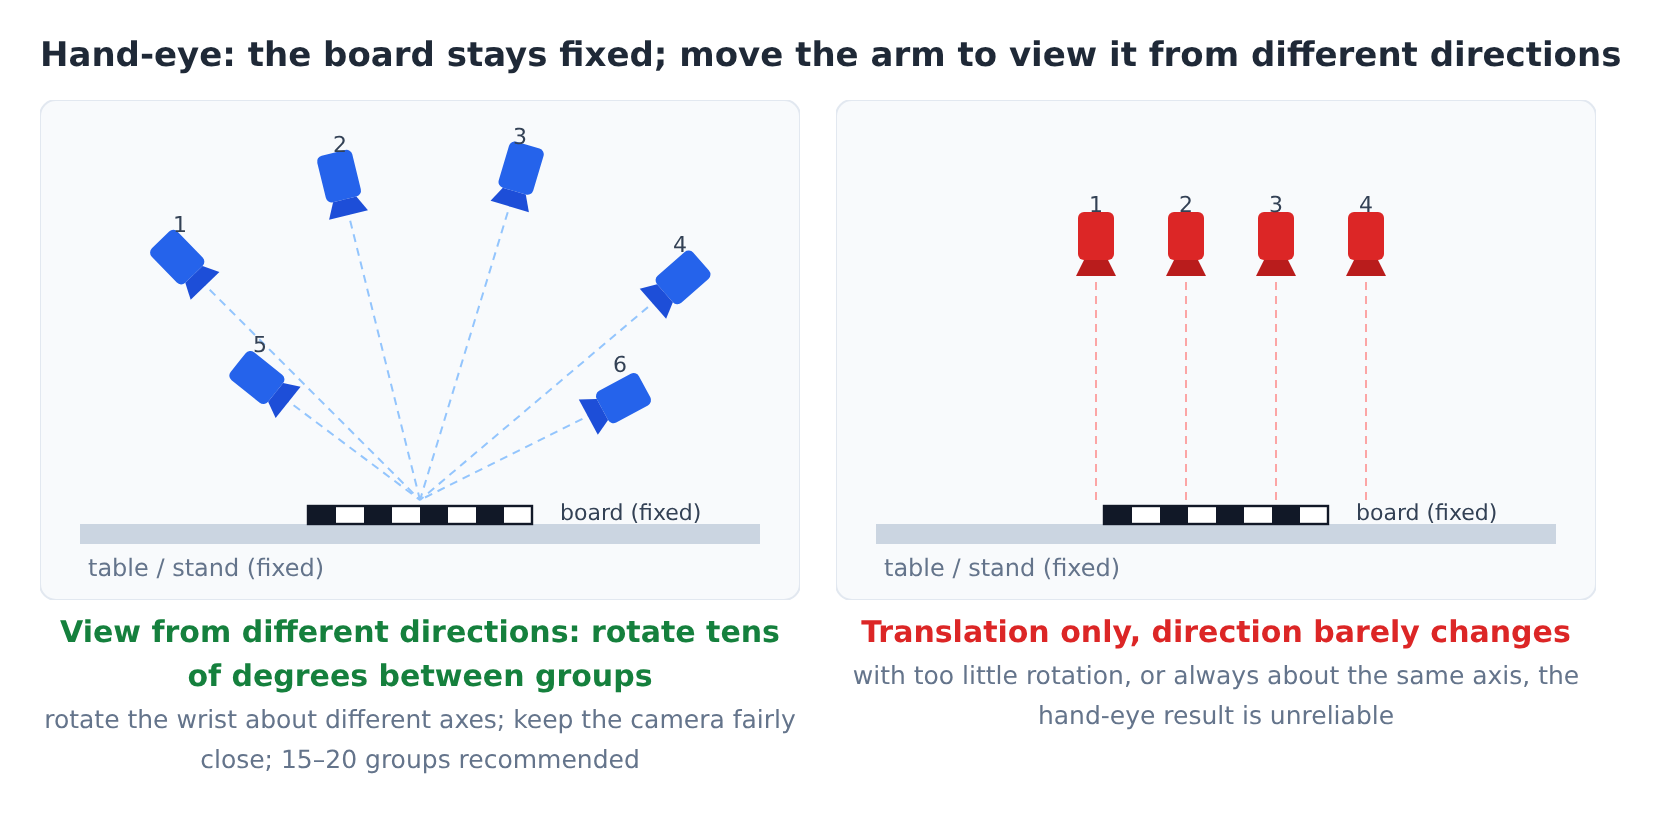 Hand-eye: the board stays fixed; move the arm to view it from different directions
1
2
3
4
5
6
board (fixed)
table / stand (fixed)
View from different directions: rotate tens
of degrees between groups
rotate the wrist about different axes; keep the camera fairly
close; 15–20 groups recommended
1
2
3
4
board (fixed)
table / stand (fixed)
Translation only, direction barely changes
with too little rotation, or always about the same axis, the
hand-eye result is unreliable